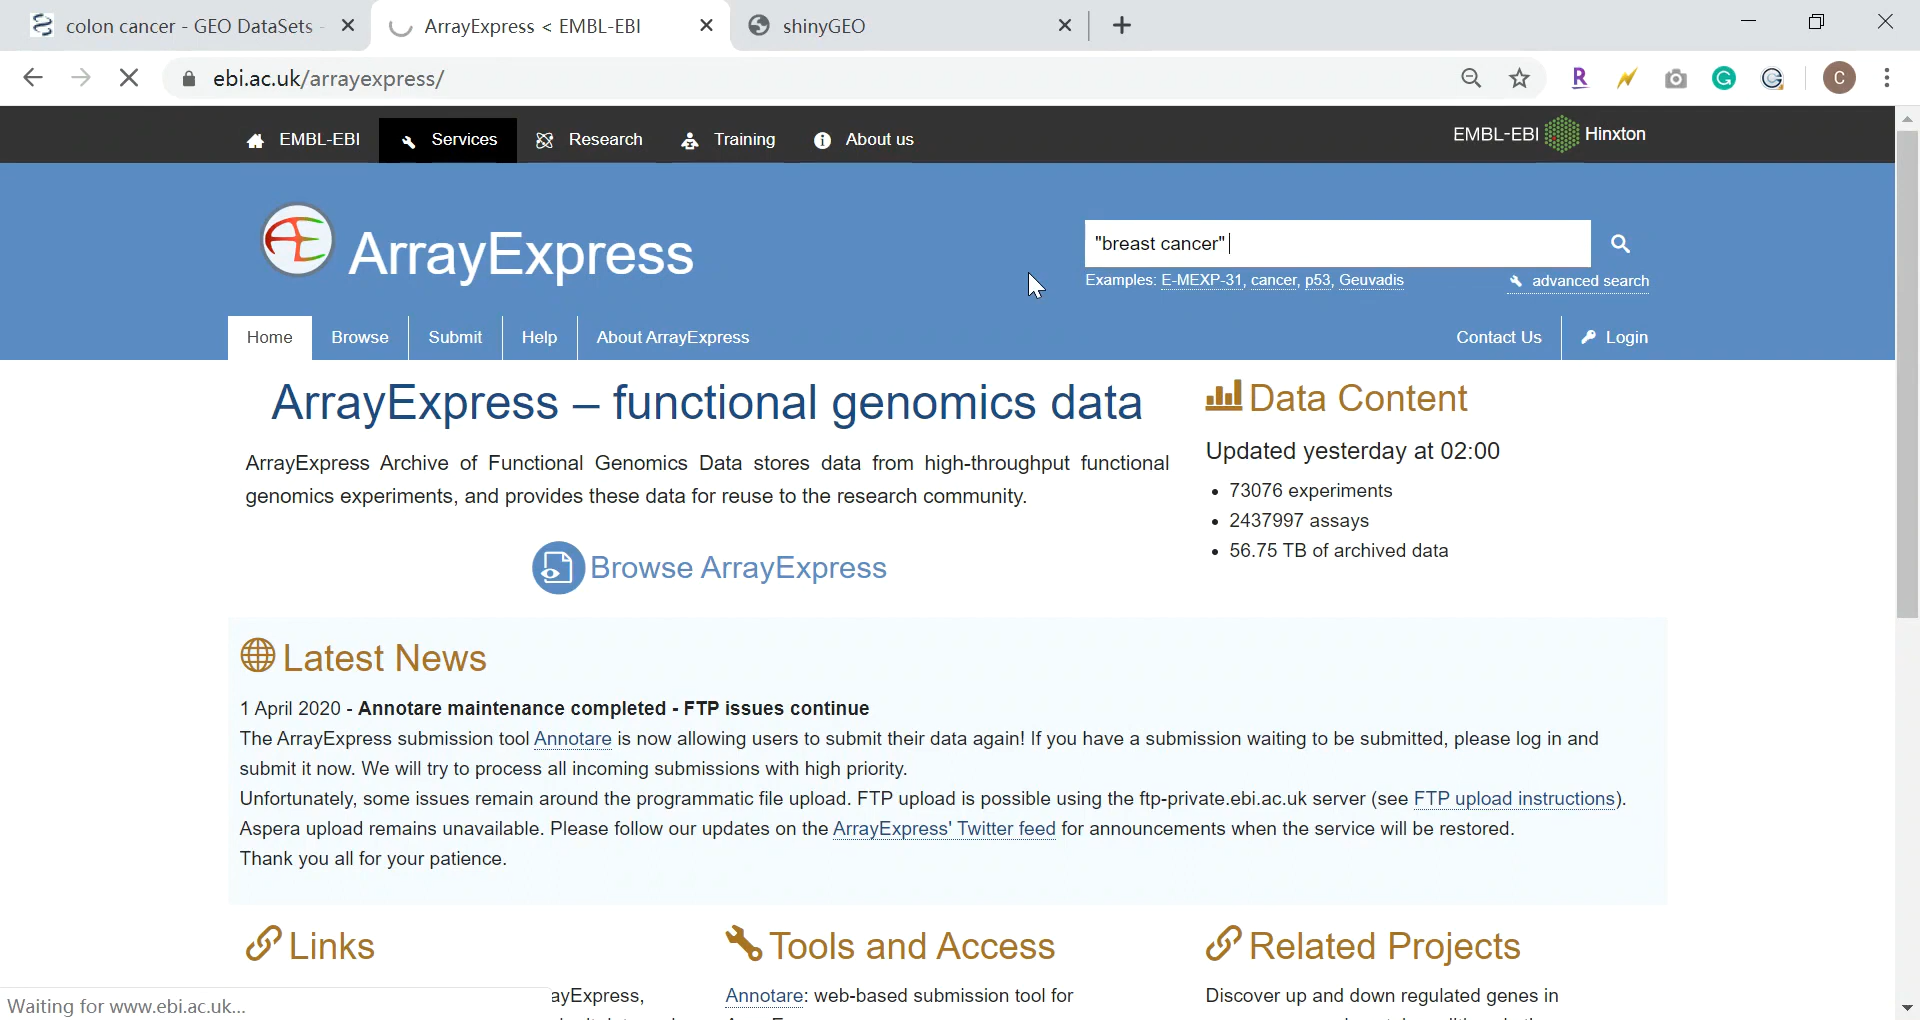 colon cancer - GEO DataSets -
ArrayExpress < EMBL-EBI
shinyGEO
ebi.ac.uk/arrayexpress/
R
G
C
EMBL-EBI
Services
Research
Training
About us
EMBL-EBI Hinxton
ArrayExpress
"breast cancer"
Examples: E-MEXP-31, cancer, p53, Geuvadis
advanced search
Home
Browse
Submit
Help
About ArrayExpress
Contact Us
Login
ArrayExpress – functional genomics data
ArrayExpress Archive of Functional Genomics Data stores data from high-throughput functional
genomics experiments, and provides these data for reuse to the research community.
Browse ArrayExpress
Data Content
Updated yesterday at 02:00
• 73076 experiments
• 2437997 assays
• 56.75 TB of archived data
Latest News
1 April 2020 - Annotare maintenance completed - FTP issues continue
The ArrayExpress submission tool Annotare is now allowing users to submit their data again! If you have a submission waiting to be submitted, please log in and
submit it now. We will try to process all incoming submissions with high priority.
Unfortunately, some issues remain around the programmatic file upload. FTP upload is possible using the ftp-private.ebi.ac.uk server (see FTP upload instructions).
Aspera upload remains unavailable. Please follow our updates on the ArrayExpress' Twitter feed for announcements when the service will be restored.
Thank you all for your patience.
Links
ayExpress,
Tools and Access
Annotare: web-based submission tool for
Related Projects
Discover up and down regulated genes in
Waiting for www.ebi.ac.uk...